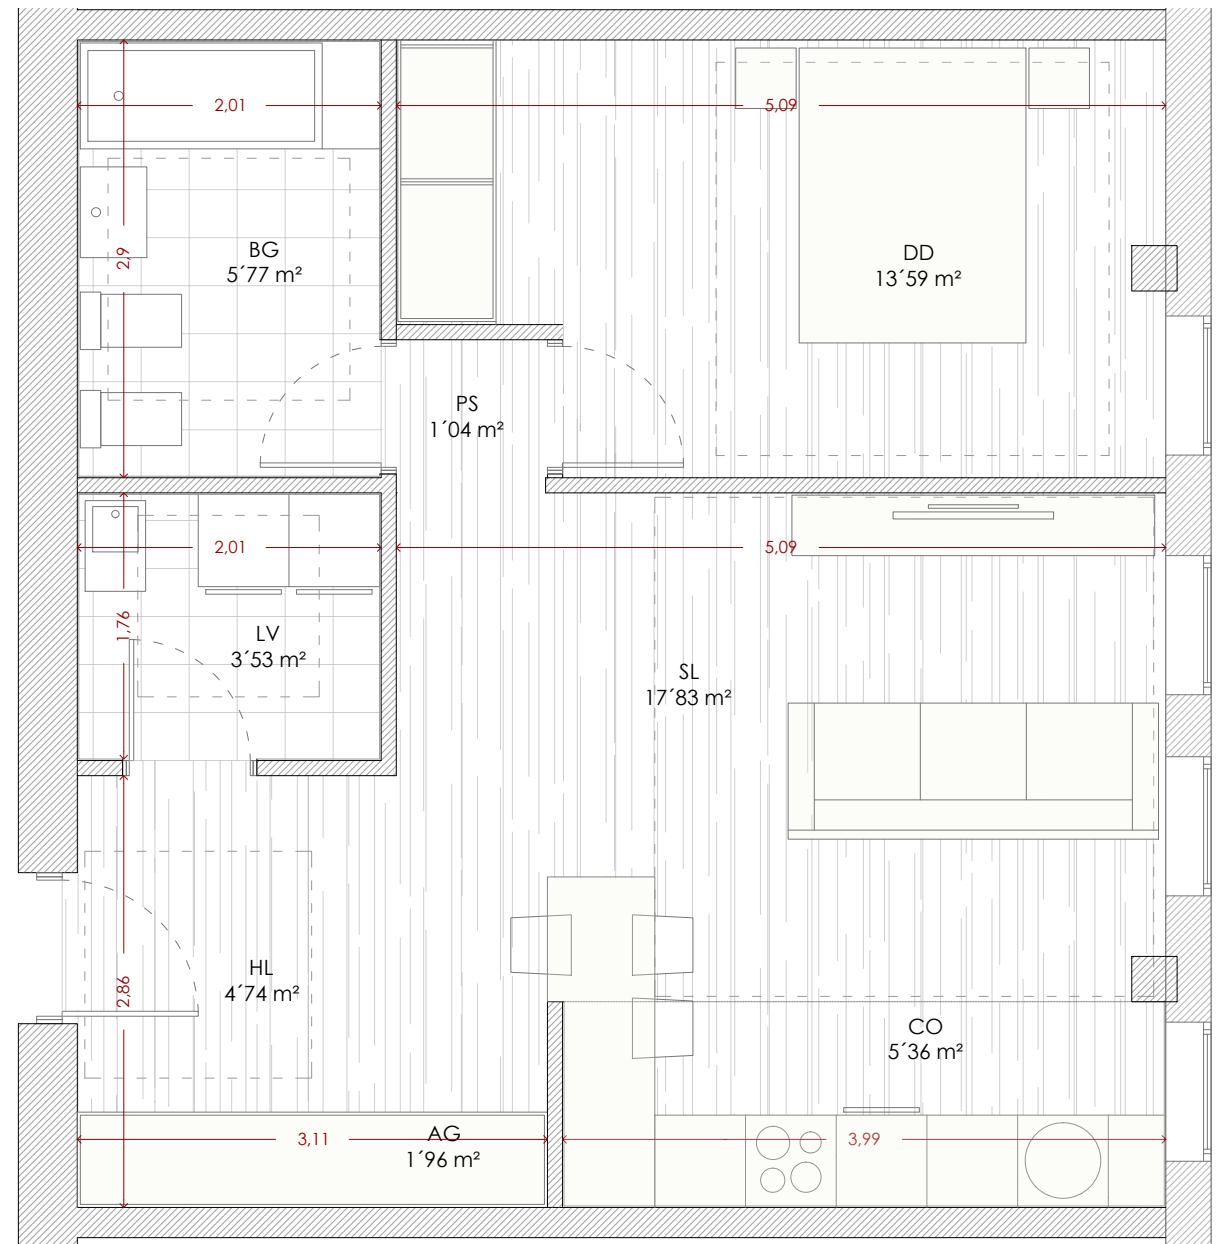 2,01
5,09
2,9
BG
5´77 m²
DD
13´59 m²
PS
1´04 m²
2,01
5,09
1,76
LV
3´53 m²
SL
17´83 m²
HL
4´74 m²
2,86
CO
5´36 m²
3,11
AG
1´96 m²
3,99